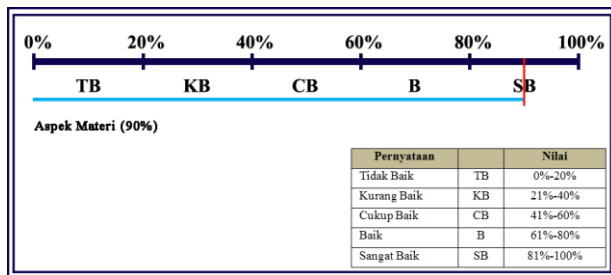 0% 20% 40% 60% 80% 100%
TB KB CB B SB
Aspek Materi (90%)
Pernyataan Nilai
Tidak Baik TB 0%-20%
Kurang Baik KB 21%-40%
Cukup Baik CB 41%-60%
Baik B 61%-80%
Sangat Baik SB 81%-100%